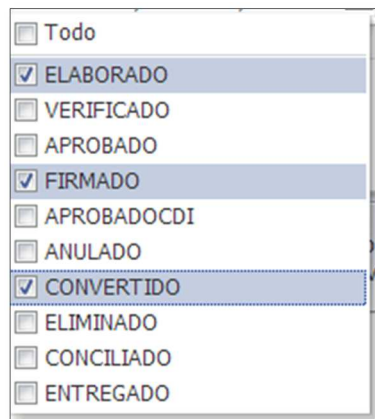 Todo
ELABORADO
VERIFICADO
APROBADO
FIRMADO
APROBADOCDI
ANULADO
CONVERTIDO
ELIMINADO
CONCILIADO
ENTREGADO